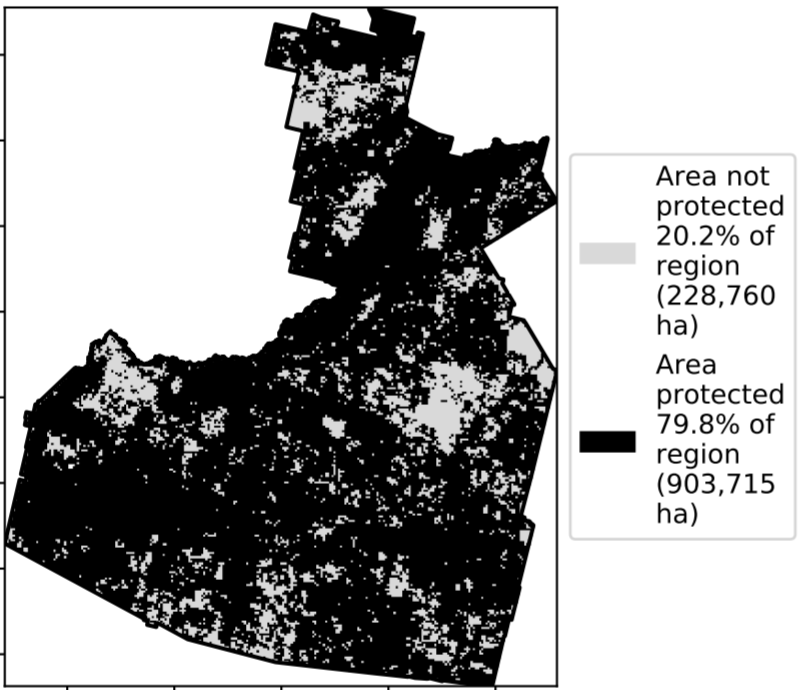 Area not
protected
20.2% of
region
(228,760
ha)
Area
protected
79.8% of
region
(903,715
ha)